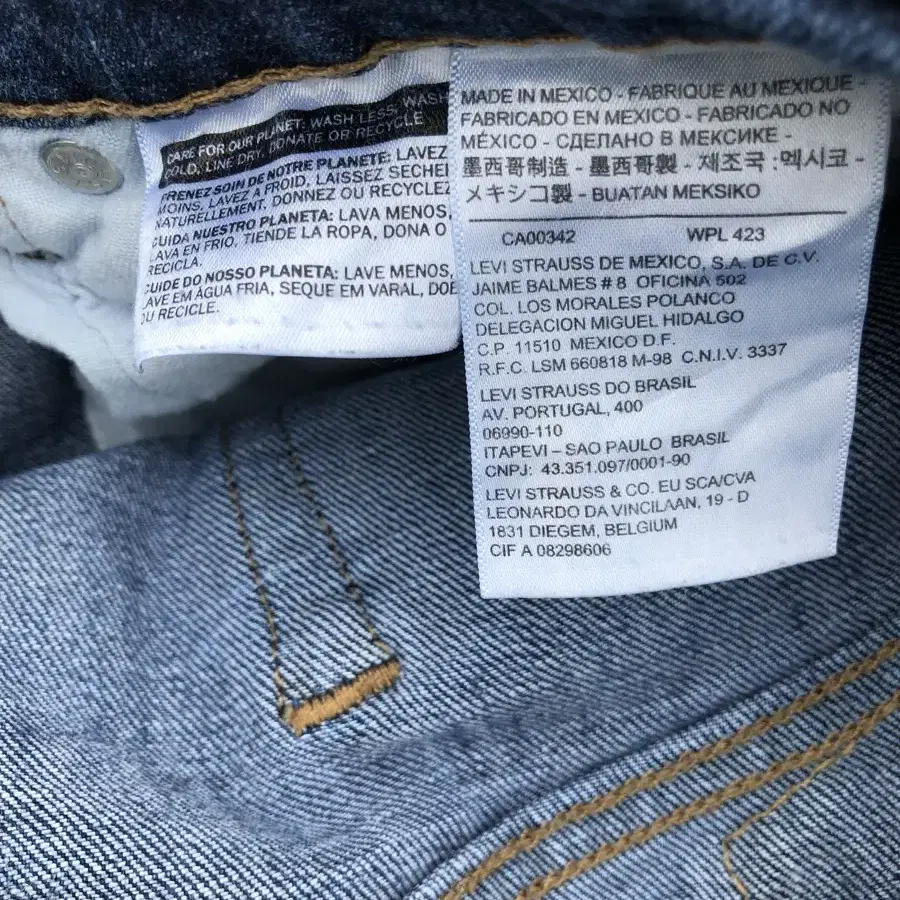 CARE FOR OUR PLANET: WASH LESS, WASH
COLD, LINE DRY, DONATE OR RECYCLE
PRENEZ SOIN DE NOTRE PLANETE: LAVEZ
MOINS, LAVEZ A FROID, LAISSEZ SECHER
NATURELLEMENT, DONNEZ OU RECYCLEZ
CUIDA NUESTRO PLANETA: LAVA MENOS,
LAVA EN FRIO, TIENDE LA ROPA, DONA O
RECICLA.
CUIDE DO NOSSO PLANETA: LAVE MENOS,
LAVE EM ÁGUA FRIA, SEQUE EM VARAL, DOE
OU RECICLE.
MADE IN MEXICO - FABRIQUE AU MEXIQUE -
FABRICADO EN MEXICO - FABRICADO NO
MÉXICO - СДЕЛАНО В МЕКСИКЕ -
墨西哥制造 - 墨西哥製 - 제조국 :멕시코 -
メキシコ製 - BUATAN MEKSIKO
CA00342 WPL 423
LEVI STRAUSS DE MEXICO, S.A. DE C.V.
JAIME BALMES # 8 OFICINA 502
COL. LOS MORALES POLANCO
DELEGACION MIGUEL HIDALGO
C.P. 11510 MEXICO D.F.
R.F.C. LSM 660818 M-98 C.N.I.V. 3337
LEVI STRAUSS DO BRASIL
AV. PORTUGAL, 400
06990-110
ITAPEVI – SAO PAULO BRASIL
CNPJ: 43.351.097/0001-90
LEVI STRAUSS & CO. EU SCA/CVA
LEONARDO DA VINCILAAN, 19 - D
1831 DIEGEM, BELGIUM
CIF A 08298606